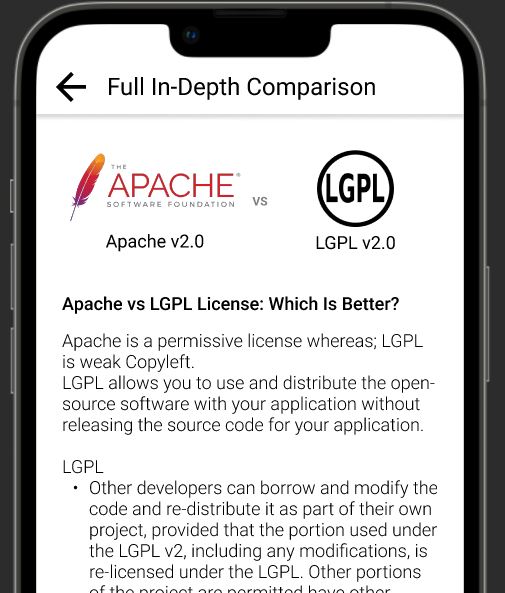 Full In-Depth Comparison
THE
APACHE®
SOFTWARE FOUNDATION
vs
LGPL
Apache v2.0
LGPL v2.0
Apache vs LGPL License: Which Is Better?
Apache is a permissive license whereas; LGPL
is weak Copyleft.
LGPL allows you to use and distribute the open-
source software with your application without
releasing the source code for your application.
LGPL
• Other developers can borrow and modify the
code and re-distribute it as part of their own
project, provided that the portion used under
the LGPL v2, including any modifications, is
re-licensed under the LGPL. Other portions
of the project are permitted have other